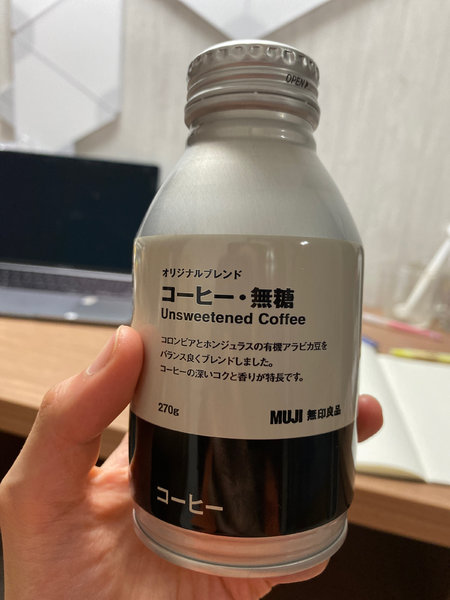 OPEN
オリジナルブレンド
コーヒー・無糖
Unsweetened Coffee
コロンビアとホンジュラスの有機アラビカ豆を
バランス良くブレンドしました。
コーヒーの深いコクと香りが特長です。
270g
MUJI 無印良品
コーヒー